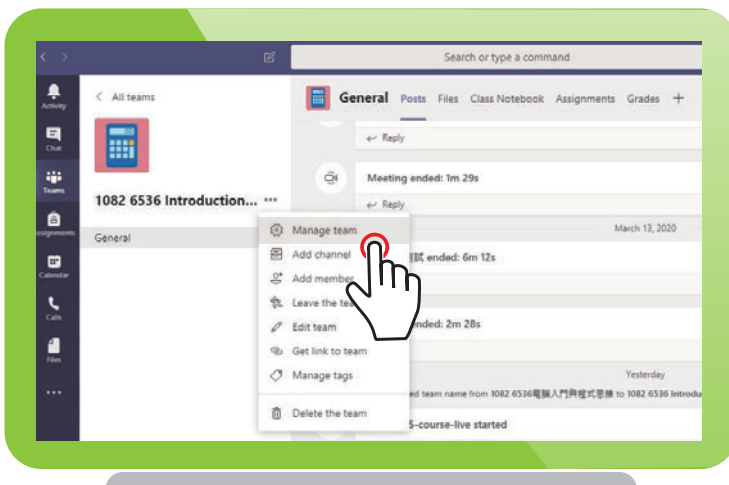 Search or type a command
Activity
Chat
Teams
Assignments
Calendar
Calls
Files
All teams
1082 6536 Introduction...
General
General Posts Files Class Notebook Assignments Grades
Reply
Meeting ended: 1m 29s
Reply
March 13, 2020
試 ended: 6m 12s
ended: 2m 28s
Yesterday
ed team name from 1082 6536電腦入門與程式思維 to 1082 6536 Introdu
5-course-live started
Manage team
Add channel
Add member
Leave the tea
Edit team
Get link to team
Manage tags
Delete the team